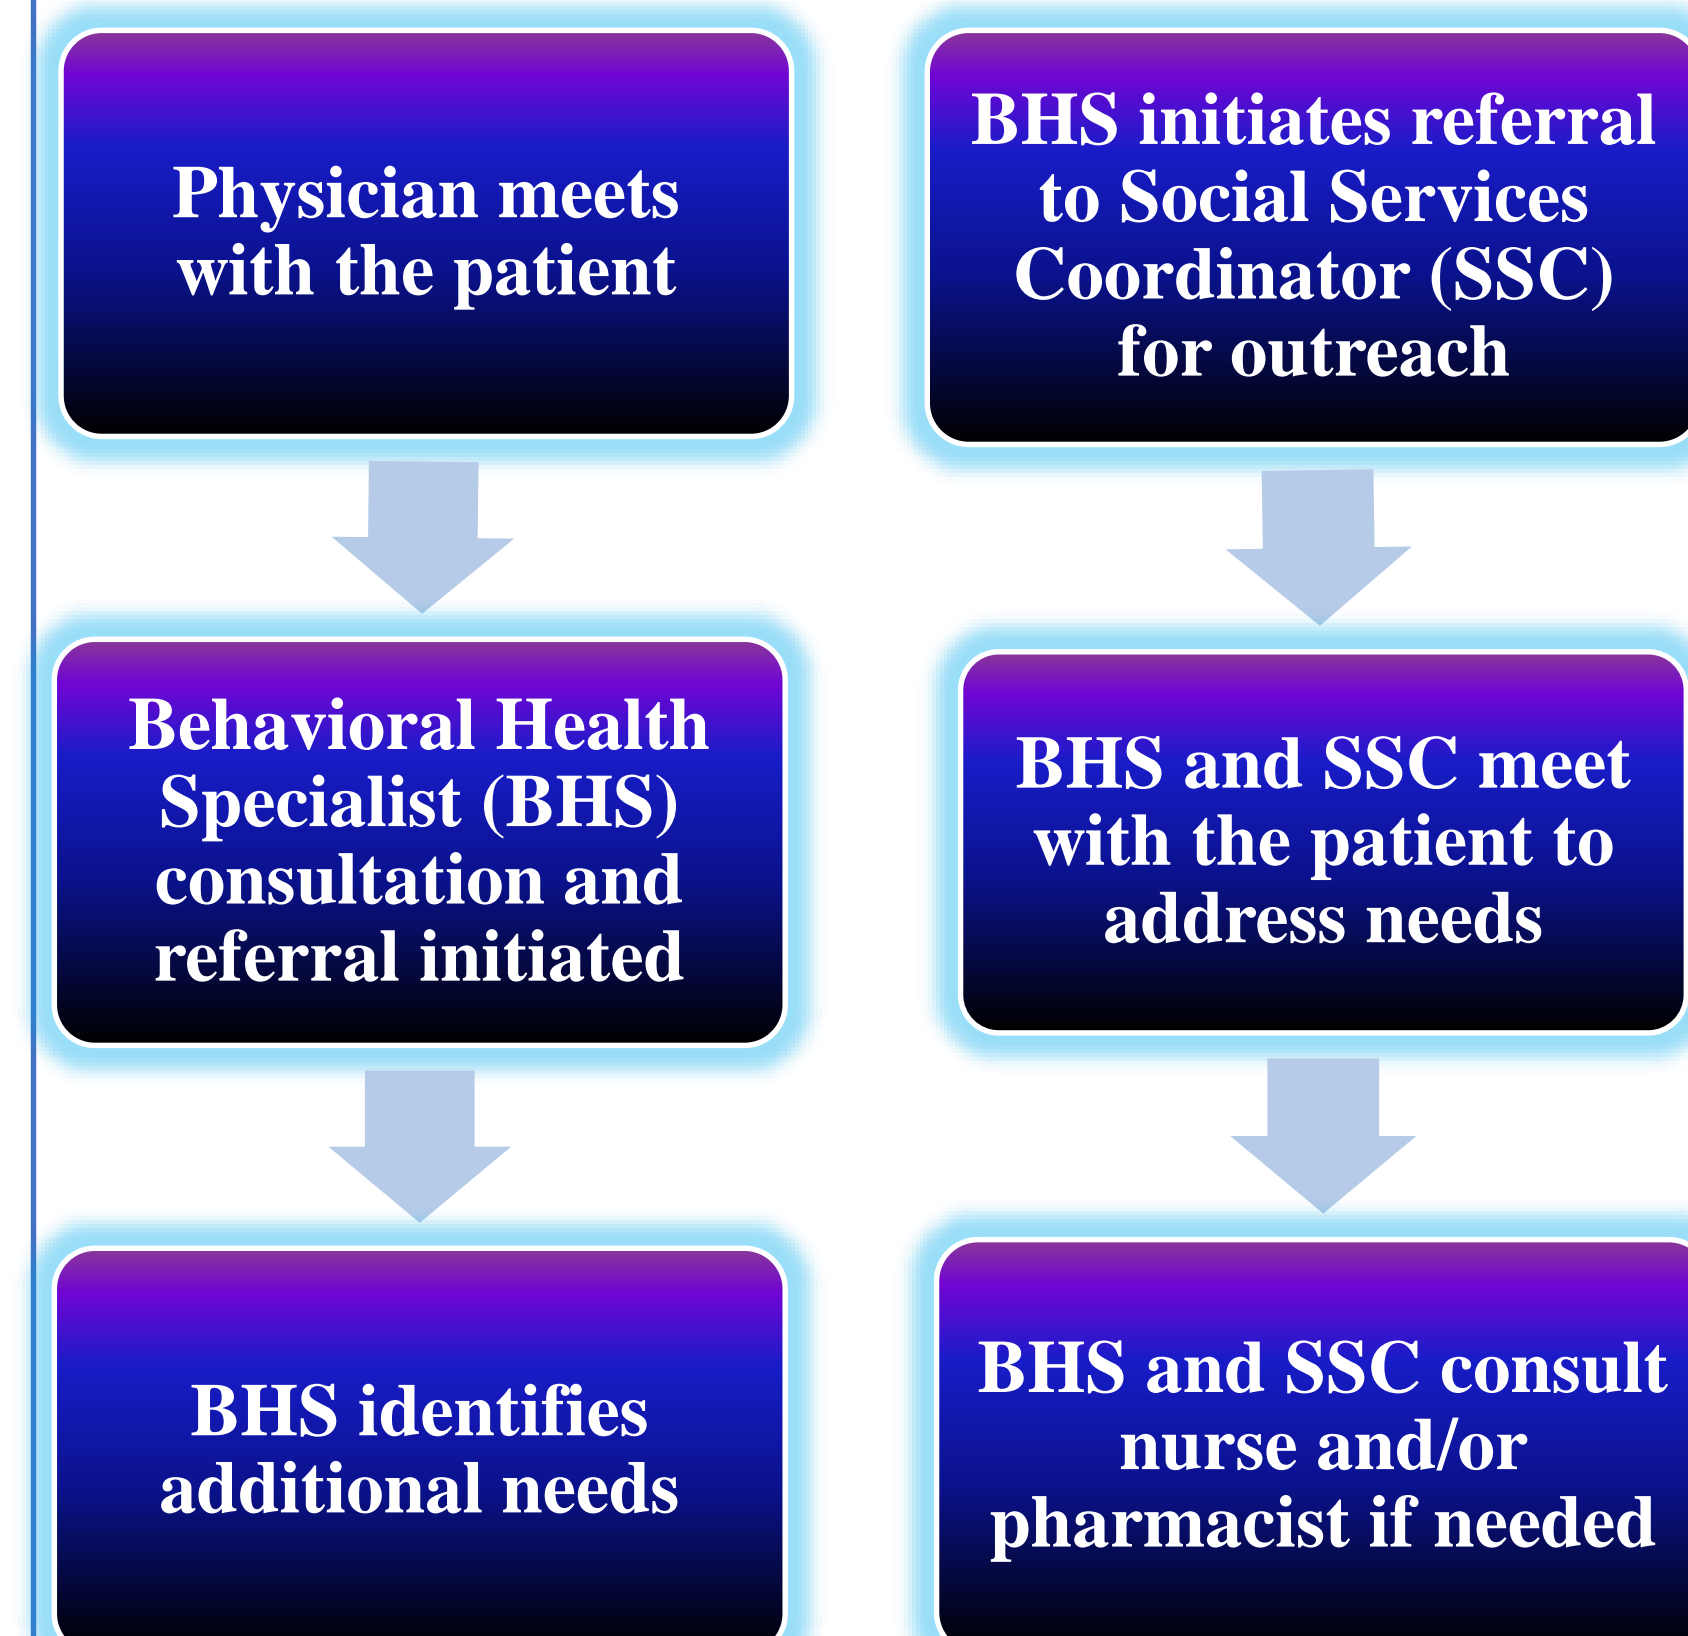 Physician meets
with the patient
Behavioral Health
Specialist (BHS)
consultation and
referral initiated
BHS identifies
additional needs
BHS initiates referral
to Social Services
Coordinator (SSC)
for outreach
BHS and SSC meet
with the patient to
address needs
BHS and SSC consult
nurse and/or
pharmacist if needed